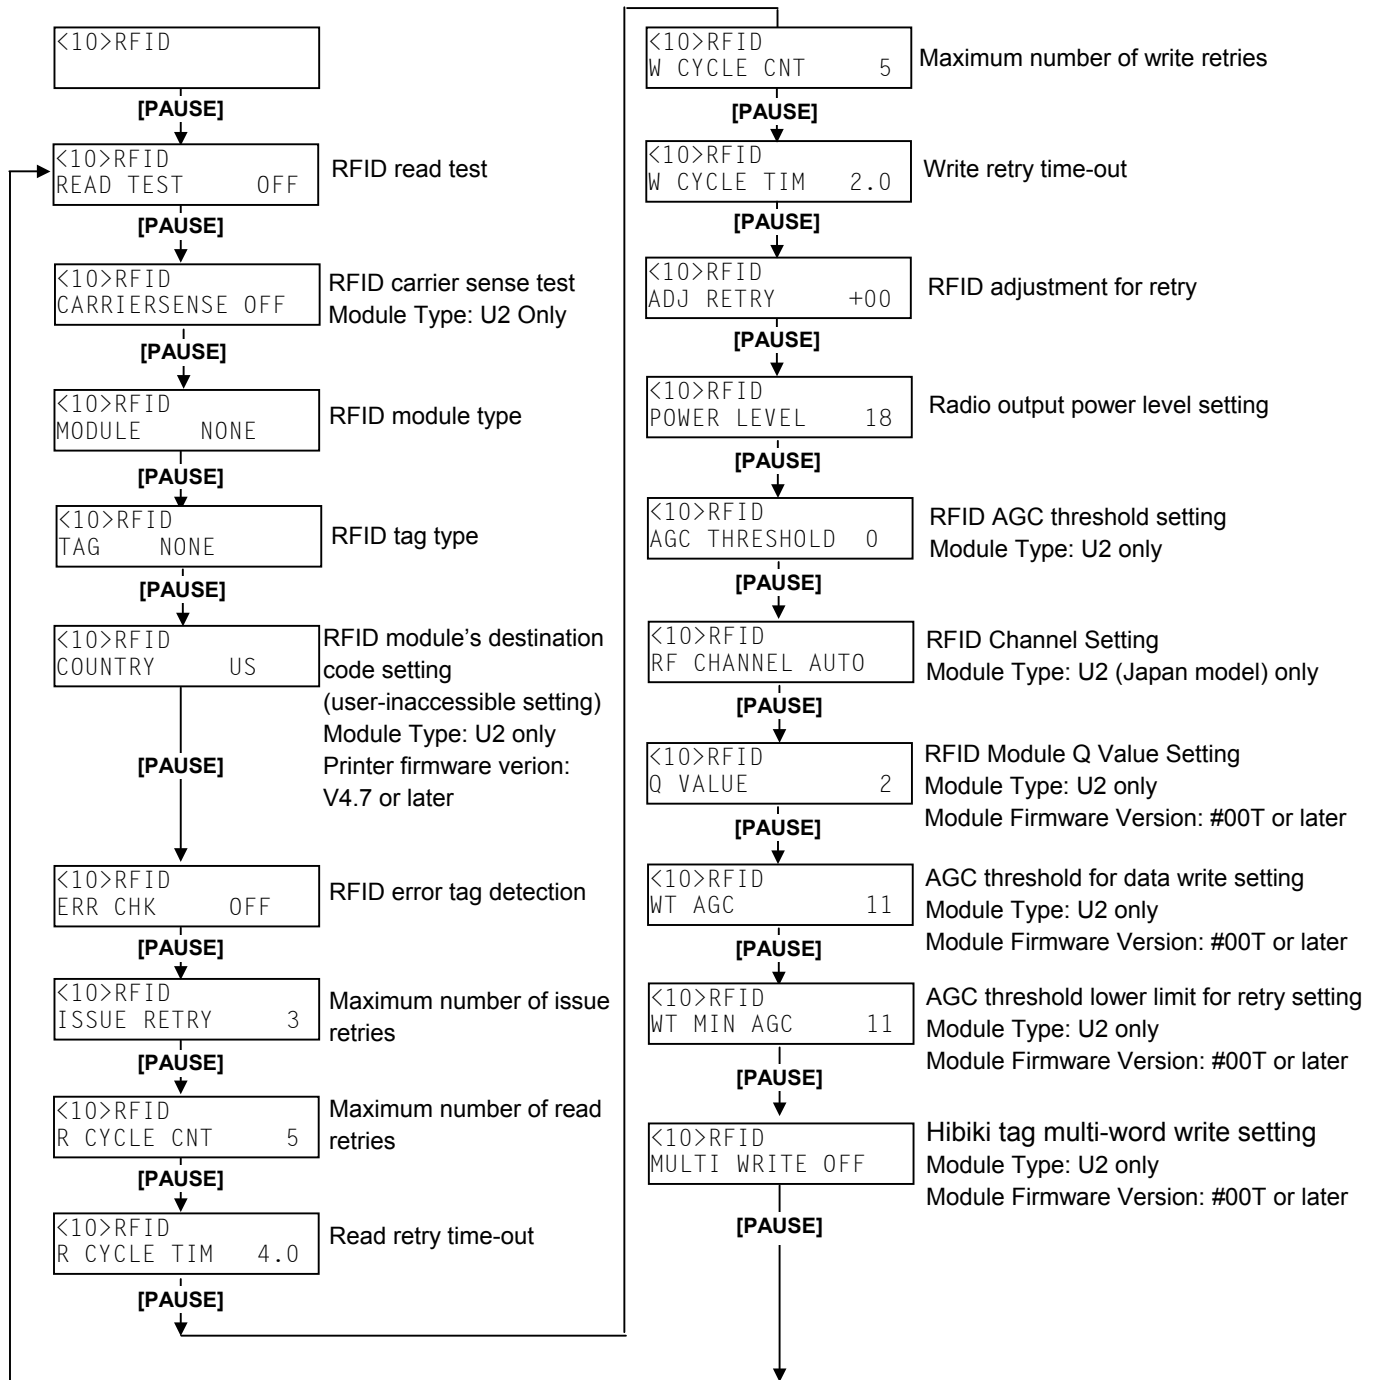 <10>RFID
[PAUSE]
<10>RFID
READ TEST OFF
RFID read test
[PAUSE]
<10>RFID
CARRIERSENSE OFF
RFID carrier sense test
Module Type: U2 Only
[PAUSE]
<10>RFID
MODULE NONE
RFID module type
[PAUSE]
<10>RFID
TAG NONE
RFID tag type
[PAUSE]
<10>RFID
COUNTRY US
RFID module’s destination
code setting
(user-inaccessible setting)
Module Type: U2 only
Printer firmware verion:
V4.7 or later
[PAUSE]
<10>RFID
ERR CHK OFF
RFID error tag detection
[PAUSE]
<10>RFID
ISSUE RETRY 3
Maximum number of issue
retries
[PAUSE]
<10>RFID
R CYCLE CNT 5
Maximum number of read
retries
[PAUSE]
<10>RFID
R CYCLE TIM 4.0
Read retry time-out
[PAUSE]
<10>RFID
W CYCLE CNT 5
Maximum number of write retries
[PAUSE]
<10>RFID
W CYCLE TIM 2.0
Write retry time-out
[PAUSE]
<10>RFID
ADJ RETRY +00
RFID adjustment for retry
[PAUSE]
<10>RFID
POWER LEVEL 18
Radio output power level setting
[PAUSE]
<10>RFID
AGC THRESHOLD 0
RFID AGC threshold setting
Module Type: U2 only
[PAUSE]
<10>RFID
RF CHANNEL AUTO
RFID Channel Setting
Module Type: U2 (Japan model) only
[PAUSE]
<10>RFID
Q VALUE 2
RFID Module Q Value Setting
Module Type: U2 only
Module Firmware Version: #00T or later
[PAUSE]
<10>RFID
WT AGC 11
AGC threshold for data write setting
Module Type: U2 only
Module Firmware Version: #00T or later
[PAUSE]
<10>RFID
WT MIN AGC 11
AGC threshold lower limit for retry setting
Module Type: U2 only
Module Firmware Version: #00T or later
[PAUSE]
<10>RFID
MULTI WRITE OFF
Hibiki tag multi-word write setting
Module Type: U2 only
Module Firmware Version: #00T or later
[PAUSE]